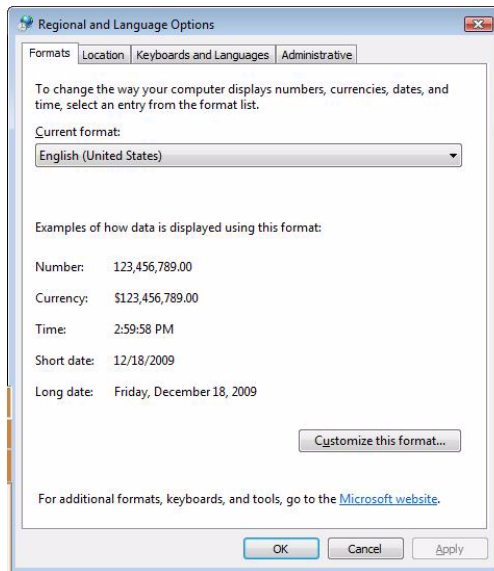 Regional and Language Options
Formats Location Keyboards and Languages Administrative
To change the way your computer displays numbers, currencies, dates, and
time, select an entry from the format list.
Current format:
English (United States)
Examples of how data is displayed using this format:
Number: 123,456,789.00
Currency: $123,456,789.00
Time: 2:59:58 PM
Short date: 12/18/2009
Long date: Friday, December 18, 2009
Customize this format...
For additional formats, keyboards, and tools, go to the Microsoft website.
OK Cancel Apply